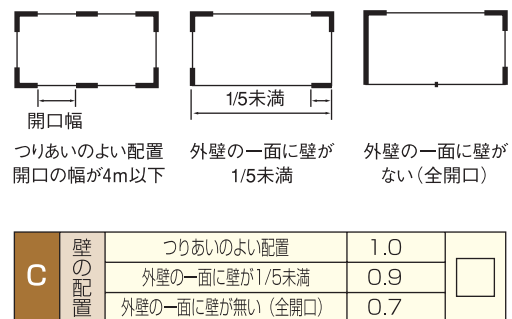 1/5未満
開口幅
つりあいのよい配置
開口の幅が4m以下
外壁の一面に壁が
1/5未満
外壁の一面に壁が
ない（全開口）
C
壁の配置
つりあいのよい配置 1.0
外壁の一面に壁が1/5未満 0.9
外壁の一面に壁が無い（全開口） 0.7